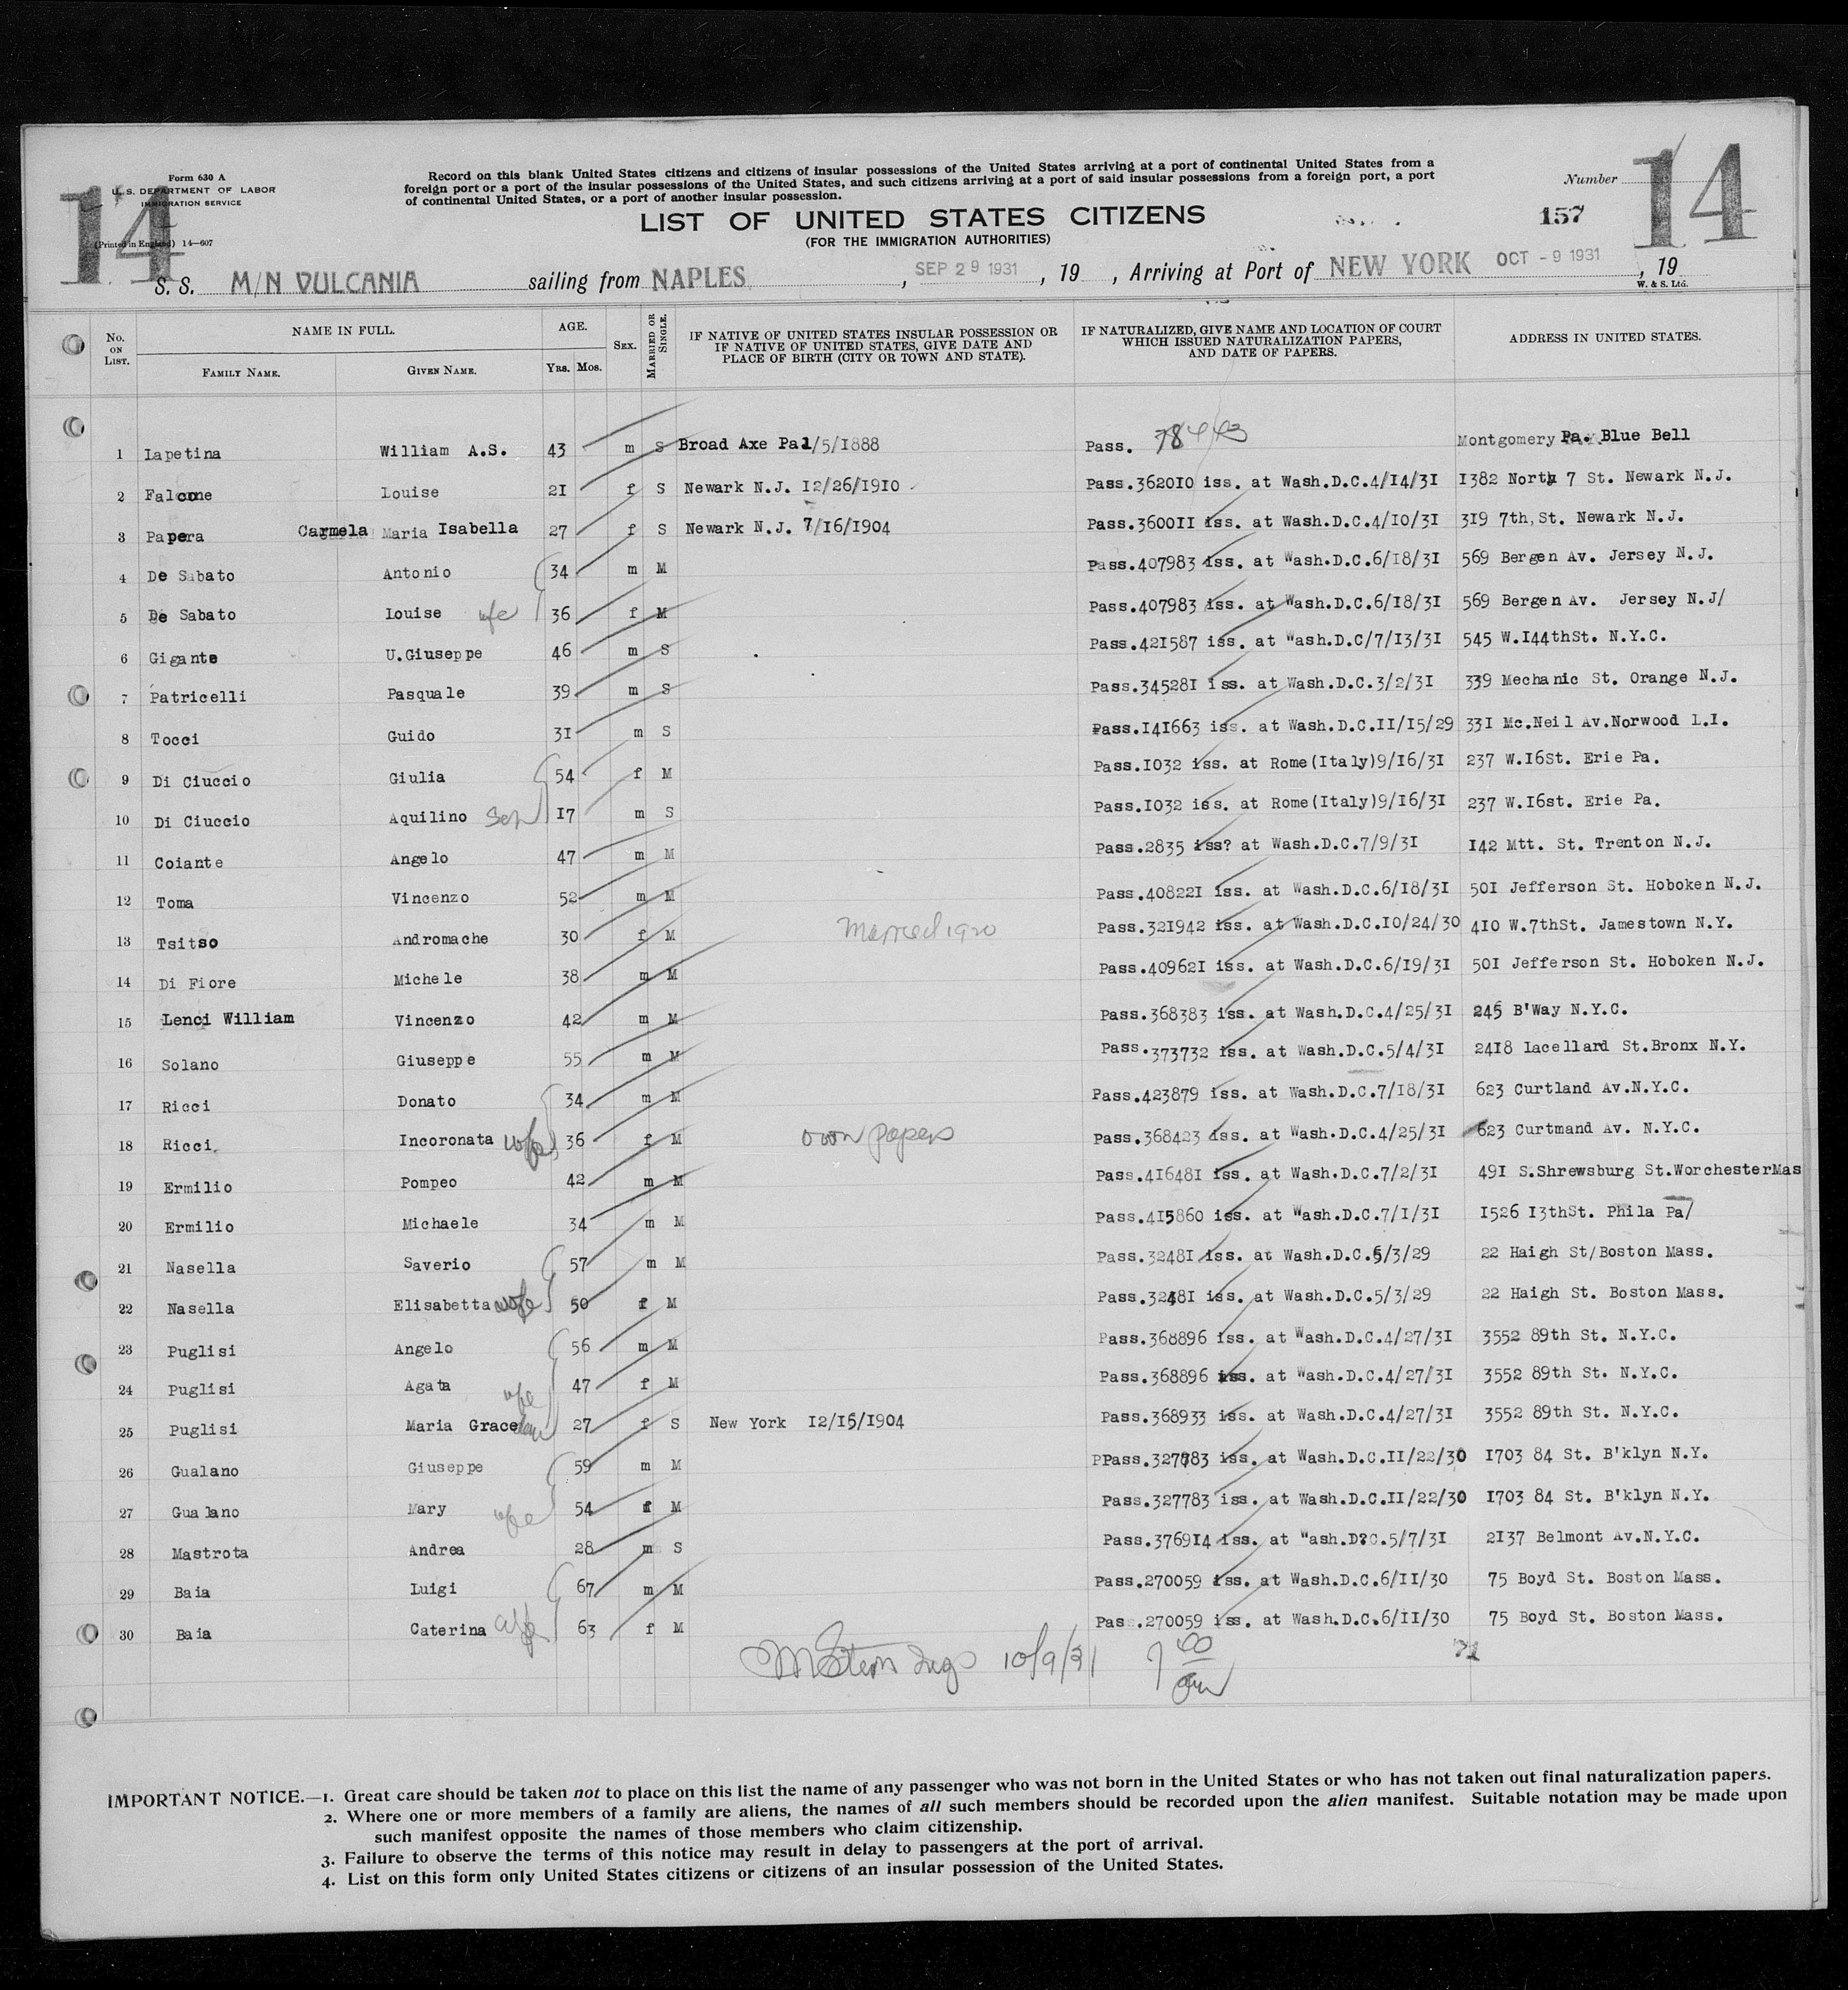 14
14
Form 630 A
U. S. DEPARTMENT OF LABOR
IMMIGRATION SERVICE
(Printed in England) 14—607
Record on this blank United States citizens and citizens of insular possessions of the United States arriving at a port of continental United States from a
foreign port or a port of the insular possessions of the United States, and such citizens arriving at a port of said insular possessions from a foreign port, a port
of continental United States, or a port of another insular possession.
Number
157
LIST OF UNITED STATES CITIZENS
(FOR THE IMMIGRATION AUTHORITIES)
S. S. M/N VULCANIA sailing from NAPLES, SEP 29 1931, 19 , Arriving at Port of NEW YORK OCT - 9 1931, 19
W. & S. Ltd.
No. ON LIST. NAME IN FULL. FAMILY NAME. GIVEN NAME. AGE. YRS. MOS. SEX. MARRIED OR SINGLE. IF NATIVE OF UNITED STATES INSULAR POSSESSION OR IF NATIVE OF UNITED STATES, GIVE DATE AND PLACE OF BIRTH (CITY OR TOWN AND STATE). IF NATURALIZED, GIVE NAME AND LOCATION OF COURT WHICH ISSUED NATURALIZATION PAPERS, AND DATE OF PAPERS. ADDRESS IN UNITED STATES.
1 Iapetina William A.S. 43 m S Broad Axe Pa1/5/1888 Pass. 78443 Montgomery Pa. Blue Bell
2 Falcone Louise 21 f S Newark N.J. 12/26/1910 Pass.362010 iss. at Wash.D.C.4/14/31 1382 North 7 St. Newark N.J.
3 Papera Carmela Maria Isabella 27 f S Newark N.J. 7/16/1904 Pass.360011 iss. at Wash.D.C.4/10/31 319 7th,St. Newark N.J.
4 De Sabato Antonio 34 m M Pass.407983 iss. at Wash.D.C.6/18/31 569 Bergen Av. Jersey N.J.
5 De Sabato Louise wfe 36 f M Pass.407983 iss. at Wash.D.C.6/18/31 569 Bergen Av. Jersey N.J/
6 Gigante U.Giuseppe 46 m S Pass.421587 iss. at Wash.D.C/7/13/31 545 W.144thSt. N.Y.C.
7 Patricelli Pasquale 39 m S Pass.345281 iss. at Wash.D.C.3/2/31 339 Mechanic St. Orange N.J.
8 Tocci Guido 31 m S Pass.141663 iss. at Wash.D.C.11/15/29 331 Mc.Neil Av.Norwood L.I.
9 Di Ciuccio Giulia 54 f M Pass.1032 iss. at Rome(Italy)9/16/31 237 W.16St. Erie Pa.
10 Di Ciuccio Aquilino Son 17 m S Pass.1032 iss. at Rome(Italy)9/16/31 237 W.16st. Erie Pa.
11 Coiante Angelo 47 m M Pass.2835 iss? at Wash.D.C.7/9/31 142 Mtt. St. Trenton N.J.
12 Toma Vincenzo 52 m M Pass.408221 iss. at Wash.D.C.6/18/31 501 Jefferson St. Hoboken N.J.
13 Tsitso Andromache 30 f M Married 1920 Pass.321942 iss. at Wash.D.C.10/24/30 410 W.7thSt. Jamestown N.Y.
14 Di Fiore Michele 38 m M Pass.409621 iss. at Wash.D.C.6/19/31 501 Jefferson St. Hoboken N.J.
15 Lenci William Vincenzo 42 m M Pass.368383 iss. at Wash.D.C.4/25/31 245 B'Way N.Y.C.
16 Solano Giuseppe 55 m M Pass.373732 iss. at Wash.D.C.5/4/31 2418 Lacellard St.Bronx N.Y.
17 Ricci Donato 34 m M Pass.423879 iss. at Wash.D.C.7/18/31 623 Curtland Av.N.Y.C.
18 Ricci. Incoronata wfe 36 f M own papers Pass.368423 iss. at Wash.D.C.4/25/31 623 Curtmand Av. N.Y.C.
19 Ermilio Pompeo 42 m M Pass.416481 iss. at Wash.D.C.7/2/31 491 S.Shrewsburg St.WorchesterMas
20 Ermilio Michaele 34 m M Pass.415860 iss. at Wash.D.C.7/1/31 1526 13thSt. Phila Pa/
21 Nasella Saverio 57 m M Pass.32481 iss. at Wash.D.C.5/3/29 22 Haigh St/Boston Mass.
22 Nasella Elisabetta wife 50 f M Pass.32481 iss. at Wash.D.C.5/3/29 22 Haigh St. Boston Mass.
23 Puglisi Angelo 56 m M Pass.368896 iss. at Wash.D.C.4/27/31 3552 89th St. N.Y.C.
24 Puglisi Agata wfe 47 f M Pass.368896 iss. at Wash.D.C.4/27/31 3552 89th St. N.Y.C.
25 Puglisi Maria Grace dau 27 f S New York 12/15/1904 Pass.368933 iss. at Wash.D.C.4/27/31 3552 89th St. N.Y.C.
26 Gualano Giuseppe 59 m M PPass.327783 iss. at Wash.D.C.11/22/30 1703 84 St. B'klyn N.Y.
27 Gualano Mary wfe 54 f M Pass.327783 iss. at Wash.D.C.11/22/30 1703 84 St. B'klyn N.Y.
28 Mastrota Andrea 28 m S Pass.376914 iss. at Wash.D?C.5/7/31 2137 Belmont Av.N.Y.C.
29 Baia Luigi 67 m M Pass.270059 iss. at Wash.D.C.6/11/30 75 Boyd St. Boston Mass.
30 Baia Caterina wfe 63 f M Pass.270059 iss. at Wash.D.C.6/11/30 75 Boyd St. Boston Mass.
M Stern Insp 10/9/31 9 00 am
IMPORTANT NOTICE.—1. Great care should be taken not to place on this list the name of any passenger who was not born in the United States or who has not taken out final naturalization papers.
2. Where one or more members of a family are aliens, the names of all such members should be recorded upon the alien manifest. Suitable notation may be made upon
such manifest opposite the names of those members who claim citizenship.
3. Failure to observe the terms of this notice may result in delay to passengers at the port of arrival.
4. List on this form only United States citizens or citizens of an insular possession of the United States.